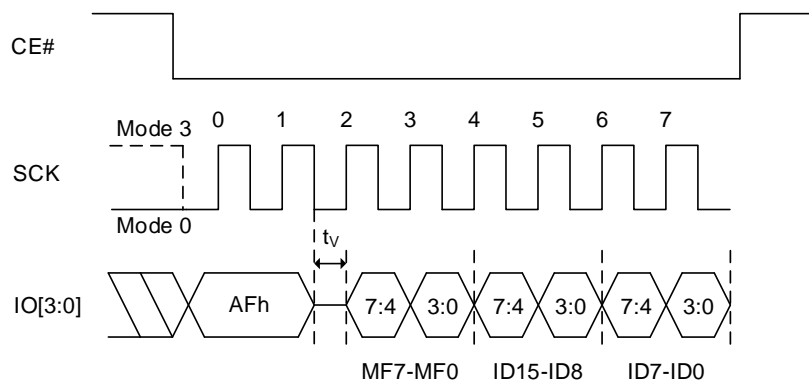 CE#
0 1 2 3 4 5 6 7
Mode 3
SCK
Mode 0
tV
IO[3:0]
AFh 7:4 3:0 7:4 3:0 7:4 3:0
MF7-MF0 ID15-ID8 ID7-ID0